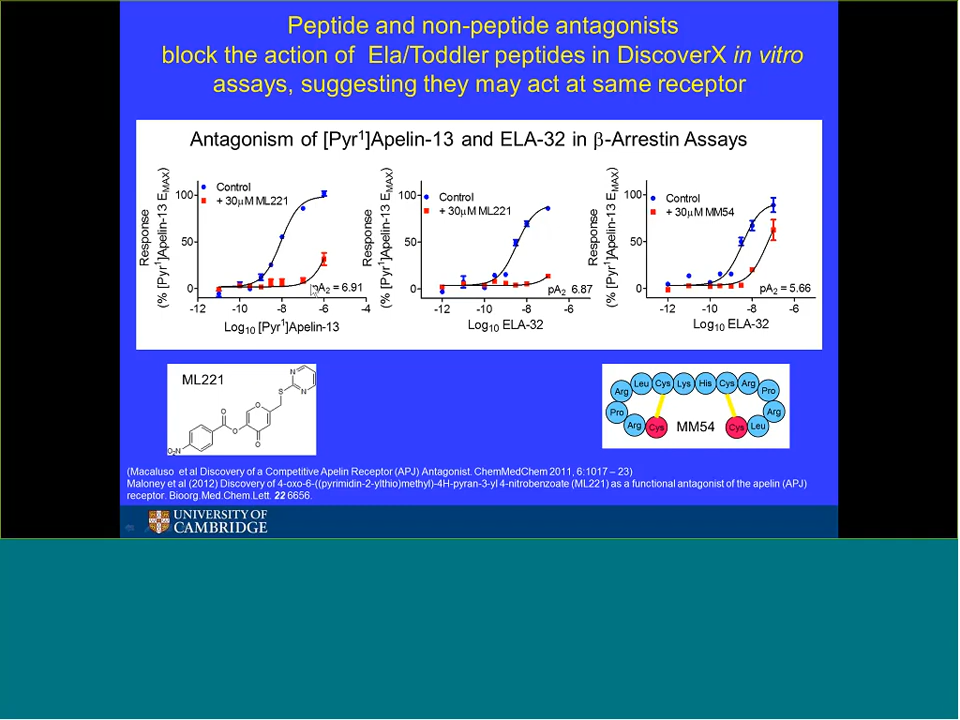 Peptide and non-peptide antagonists
block the action of Ela/Toddler peptides in DiscoverX in vitro
assays, suggesting they may act at same receptor
Antagonism of [Pyr1]Apelin-13 and ELA-32 in β-Arrestin Assays
Response
(% [Pyr1]Apelin-13 EMAX)
100
50
0
Control
+ 30μM ML221
pA2 = 6.91
-12 -10 -8 -6 -4
Log10 [Pyr1]Apelin-13
Response
(% [Pyr1]Apelin-13 EMAX)
100
50
0
Control
+ 30μM ML221
pA2 6.87
-12 -10 -8 -6
Log10 ELA-32
Response
(% [Pyr1]Apelin-13 EMAX)
100
50
0
Control
+ 30μM MM54
pA2 = 5.66
-12 -10 -8 -6
Log10 ELA-32
ML221
N
N
S
O
O
O
O
O2N
Arg Leu Cys Lys His Cys Arg Pro
Pro Arg
Arg Cys MM54 Cys Leu
(Macaluso et al Discovery of a Competitive Apelin Receptor (APJ) Antagonist. ChemMedChem 2011, 6:1017 – 23)
Maloney et al (2012) Discovery of 4-oxo-6-((pyrimidin-2-ylthio)methyl)-4H-pyran-3-yl 4-nitrobenzoate (ML221) as a functional antagonist of the apelin (APJ)
receptor. Bioorg.Med.Chem.Lett. 22 6656.
UNIVERSITY OF
CAMBRIDGE